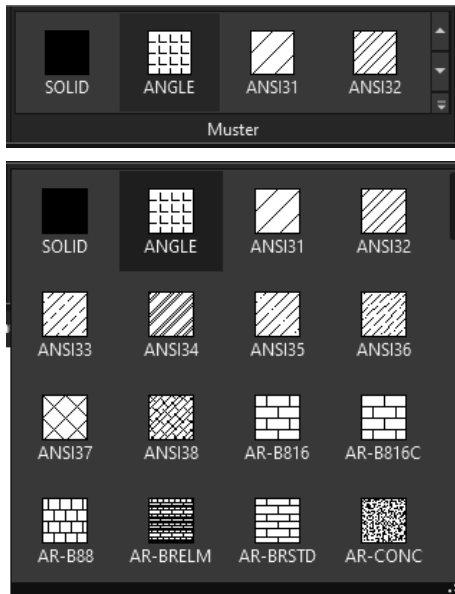 SOLID ANGLE ANSI31 ANSI32
Muster
SOLID ANGLE ANSI31 ANSI32
ANSI33 ANSI34 ANSI35 ANSI36
ANSI37 ANSI38 AR-B816 AR-B816C
AR-B88 AR-BRELM AR-BRSTD AR-CONC